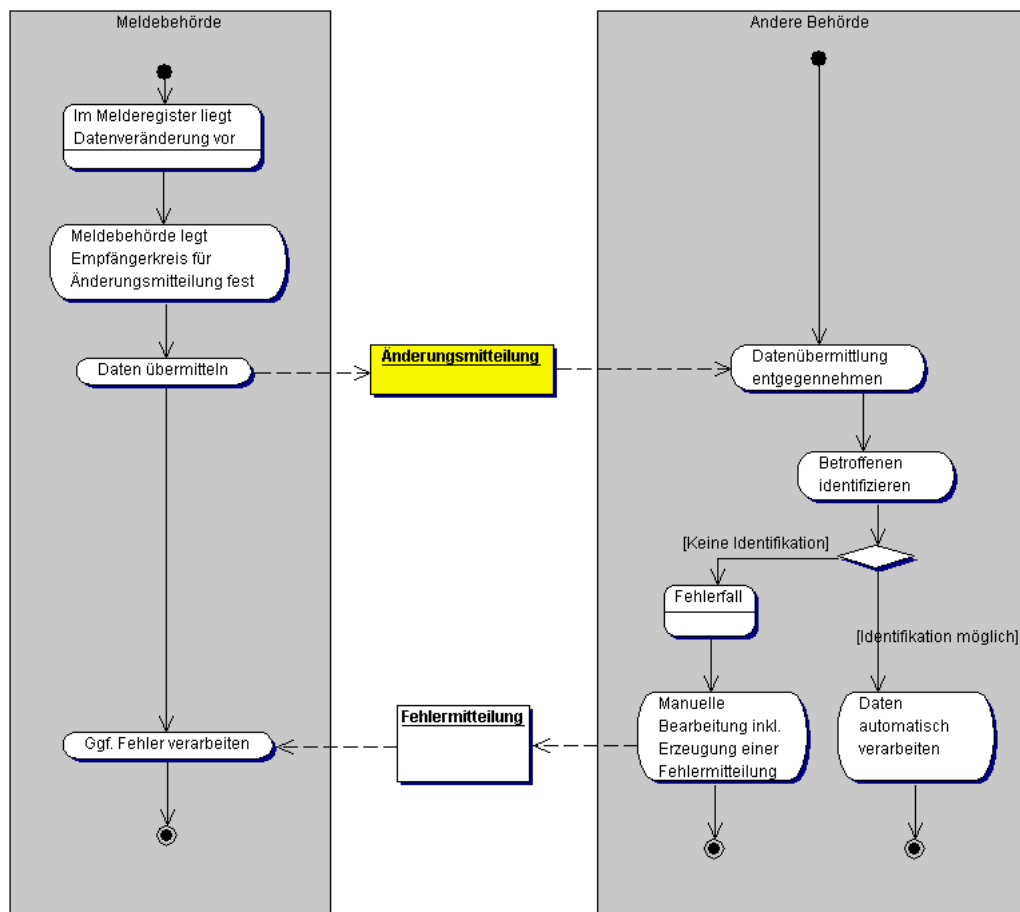 Meldebehörde
Im Melderegister liegt
Datenveränderung vor
Meldebehörde legt
Empfängerkreis für
Änderungsmitteilung fest
Daten übermitteln
Ggf. Fehler verarbeiten
Änderungsmitteilung
Fehlermitteilung
Andere Behörde
Datenübermittlung
entgegennehmen
Betroffenen
identifizieren
[Keine Identifikation]
Fehlerfall
[Identifikation möglich]
Manuelle
Bearbeitung inkl.
Erzeugung einer
Fehlermitteilung
Daten
automatisch
verarbeiten